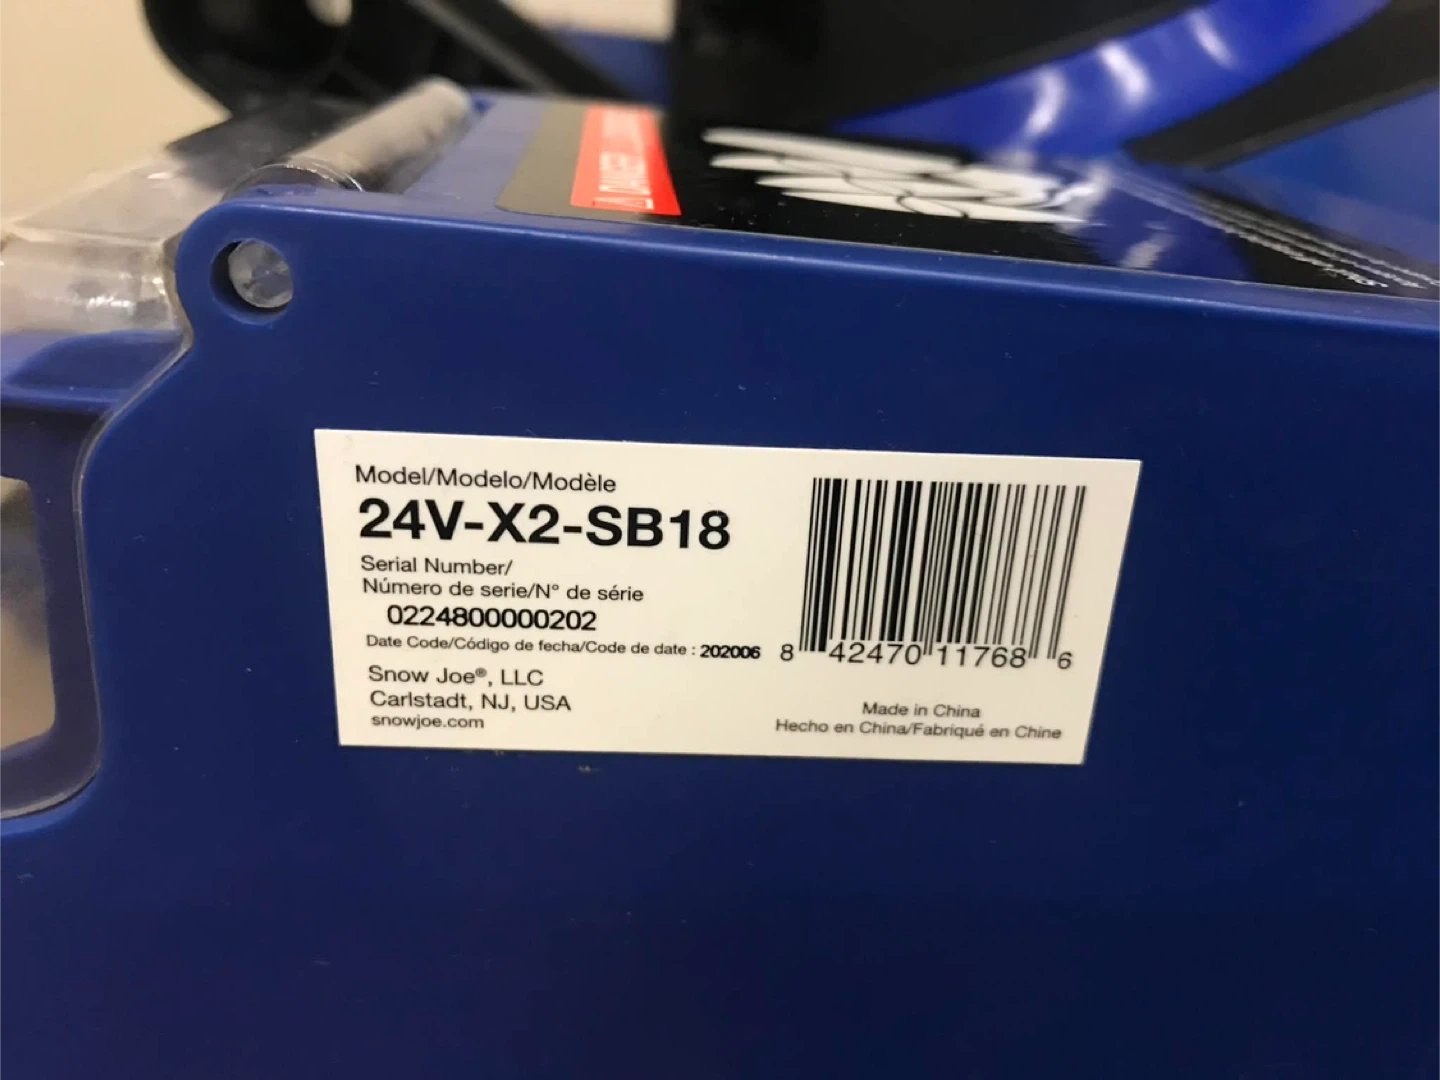 DANGER
Model/Modelo/Modèle
24V-X2-SB18
Serial Number/
Número de serie/N° de série
0224800000202
Date Code/Código de fecha/Code de date : 202006
Snow Joe®, LLC
Carlstadt, NJ, USA
snowjoe.com
8 42470 11768 6
Made in China
Hecho en China/Fabriqué en Chine